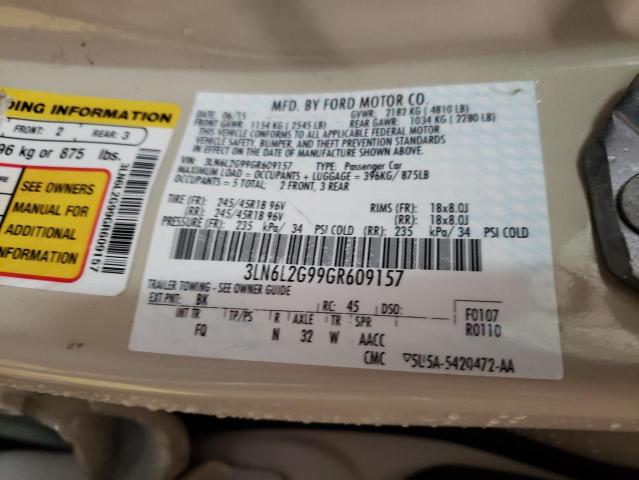 DING INFORMATION
FRONT: 2 REAR: 3
96 kg or 875 lbs.
SEE OWNERS
MANUAL FOR
ADDITIONAL
INFORMATION
3LN6L2G99GR609157
MFD. BY FORD MOTOR CO.
DATE: 06/15 GVWR: 2182 KG ( 4810 LB)
FRONT GAWR: 1154 KG ( 2545 LB) REAR GAWR: 1034 KG ( 2280 LB)
THIS VEHICLE CONFORMS TO ALL APPLICABLE FEDERAL MOTOR
VEHICLE SAFETY, BUMPER, AND THEFT PREVENTION STANDARDS IN
EFFECT ON THE DATE OF MANUFACTURE SHOWN ABOVE.
VIN: 3LN6L2G99GR609157 TYPE: Passenger Car
MAXIMUM LOAD = OCCUPANTS + LUGGAGE = 396KG/ 875LB
OCCUPANTS = 5 TOTAL: 2 FRONT, 3 REAR
TIRE (FR): 245/45R18 96V RIMS (FR): 18x8.0J
(RR): 245/45R18 96V (RR): 18x8.0J
PRESSURE (FR): 235 kPa/ 34 PSI COLD (RR): 235 kPa/ 34 PSI COLD
3LN6L2G99GR609157
TRAILER TOWING - SEE OWNER GUIDE
EXT PNT: BK RC: 45 DSO: F0107
INT TR TP/PS R AXLE TR SPR R0110
FQ N 32 W AACC
CMC ▽5U5A-5420472-AA